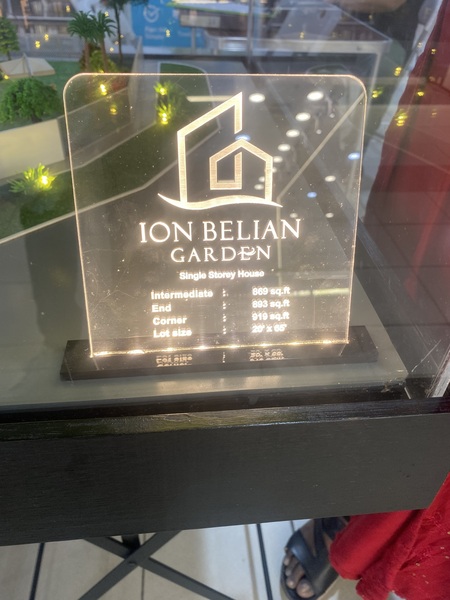 ION BELIAN
GARDEN
Single Storey House
Intermediate : 869 sq.ft
End : 893 sq.ft
Corner : 919 sq.ft
Lot size : 20' x 65'